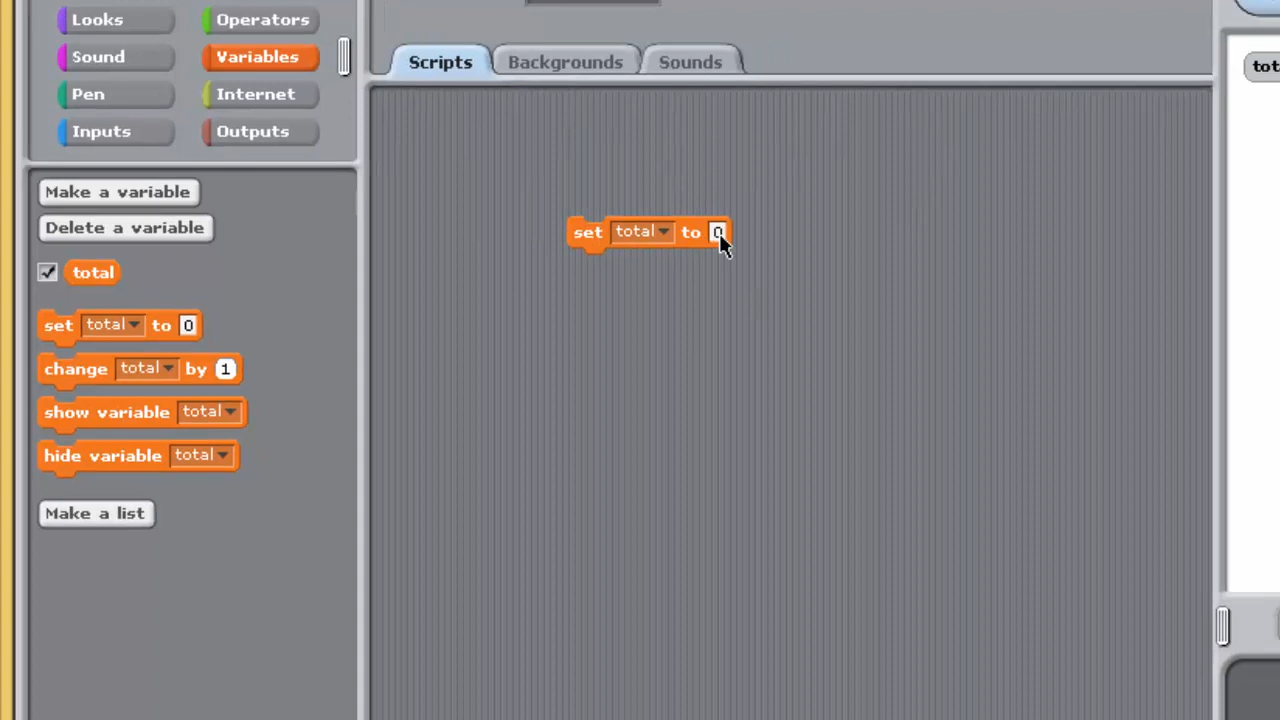 Looks Operators
Sound Variables
Pen Internet
Inputs Outputs
Scripts Backgrounds Sounds
Make a variable
Delete a variable
total
set total to 0
change total by 1
show variable total
hide variable total
Make a list
set total to 0
tot